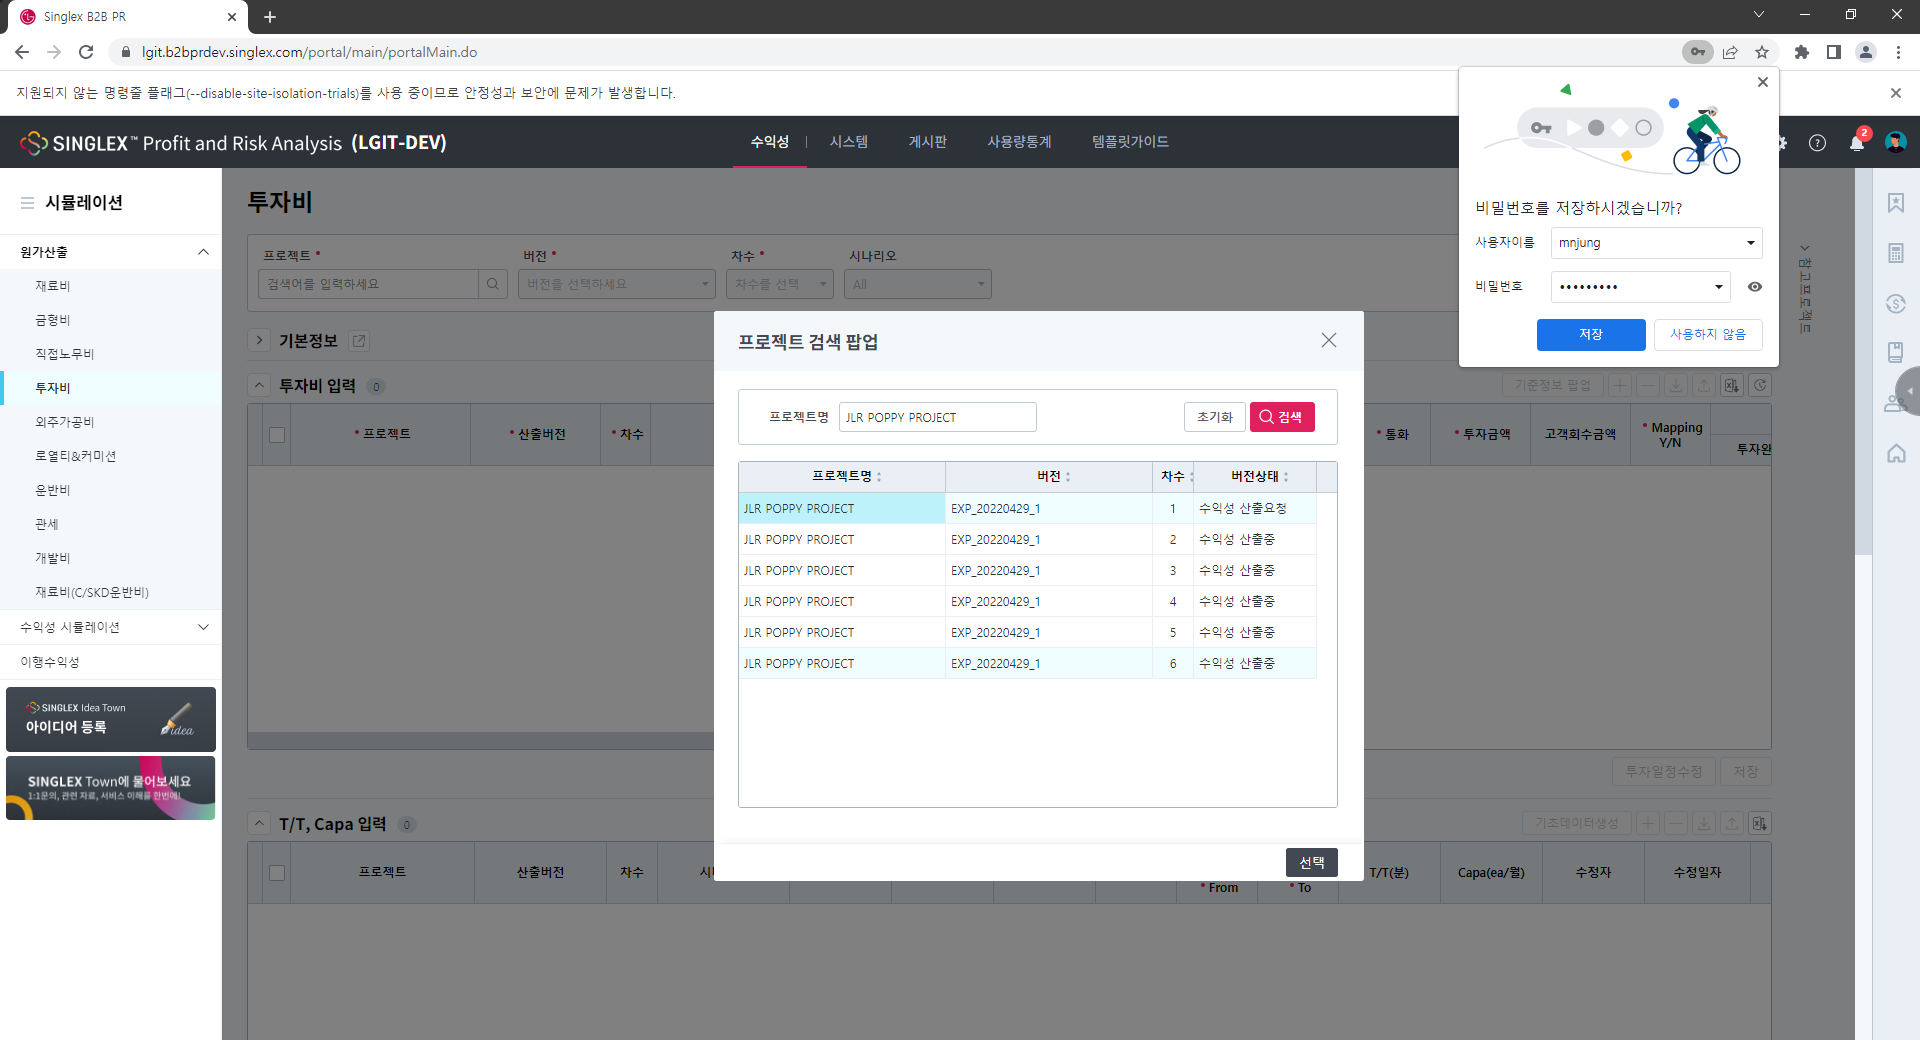 Singlex B2B PR
lgit.b2bprdev.singlex.com/portal/main/portalMain.do
지원되지 않는 명령줄 플래그(--disable-site-isolation-trials)를 사용 중이므로 안정성과 보안에 문제가 발생합니다.
SINGLEX™ Profit and Risk Analysis (LGIT-DEV)
수익성
시스템
게시판
사용량통계
템플릿가이드
2
비밀번호를 저장하시겠습니까?
사용자이름
mnjung
비밀번호
•••••••••
저장
사용하지 않음
시뮬레이션
원가산출
재료비
금형비
직접노무비
투자비
외주가공비
로열티&커미션
운반비
관세
개발비
재료비(C/SKD운반비)
수익성 시뮬레이션
이행수익성
SINGLEX Idea Town
아이디어 등록
idea
SINGLEX Town에 물어보세요
1:1문의, 관련 자료, 서비스 이해를 한번에!
투자비
프로젝트 *
버전 *
차수 *
시나리오
검색어를 입력하세요
버전을 선택하세요
차수를 선택
All
참고프로젝트
기본정보
투자비 입력 0
기준정보 팝업
* 프로젝트
* 산출버전
* 차수
* 통화
* 투자금액
고객회수금액
* Mapping
Y/N
투자완
프로젝트 검색 팝업
프로젝트명
JLR POPPY PROJECT
초기화
검색
프로젝트명 버전 차수 버전상태
JLR POPPY PROJECT EXP_20220429_1 1 수익성 산출요청
JLR POPPY PROJECT EXP_20220429_1 2 수익성 산출중
JLR POPPY PROJECT EXP_20220429_1 3 수익성 산출중
JLR POPPY PROJECT EXP_20220429_1 4 수익성 산출중
JLR POPPY PROJECT EXP_20220429_1 5 수익성 산출중
JLR POPPY PROJECT EXP_20220429_1 6 수익성 산출중
선택
투자일정수정
저장
T/T, Capa 입력 0
기초데이터생성
프로젝트
산출버전
차수
시나
* From
* To
T/T(분)
Capa(ea/월)
수정자
수정일자